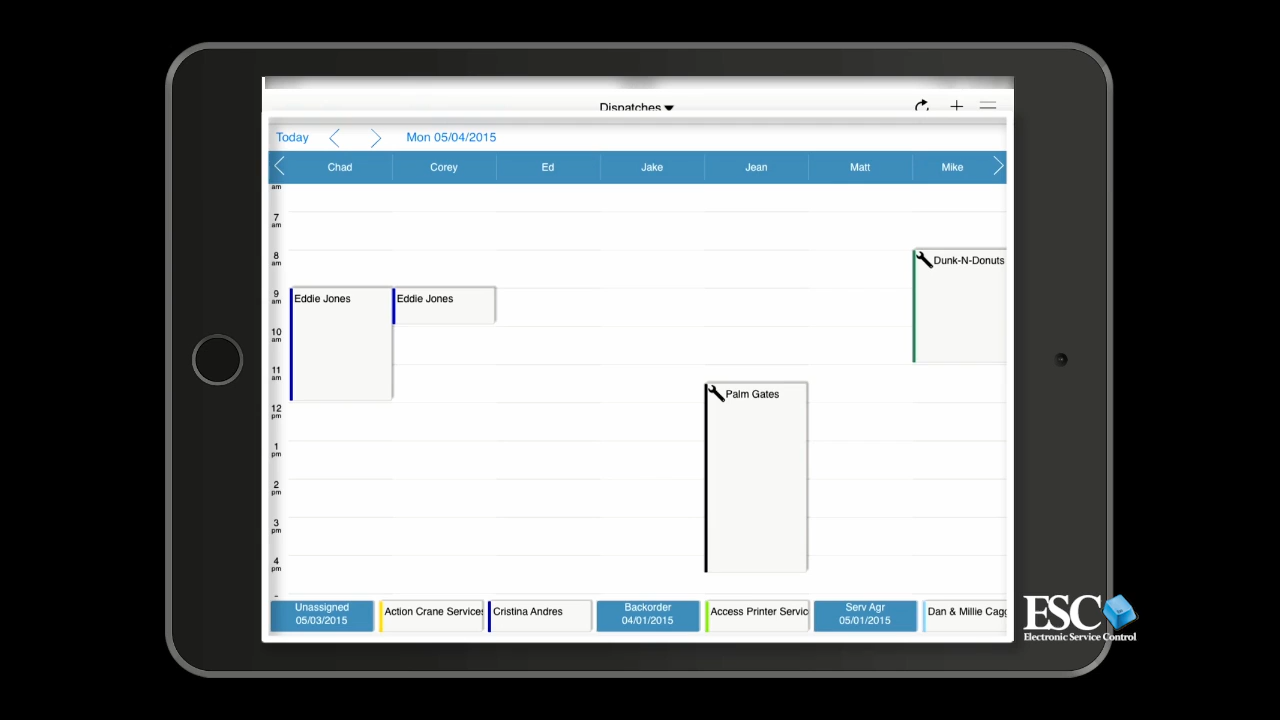 Dispatches
Today
Mon 05/04/2015
Chad Corey Ed Jake Jean Matt Mike
am
7
am
8
am
9
am
10
am
11
am
12
pm
1
pm
2
pm
3
pm
4
pm
Dunk-N-Donuts
Eddie Jones
Eddie Jones
Palm Gates
Unassigned
05/03/2015
Action Crane Services
Cristina Andres
Backorder
04/01/2015
Access Printer Servic
Serv Agr
05/01/2015
Dan & Millie Cagg
ESC
Electronic Service Control